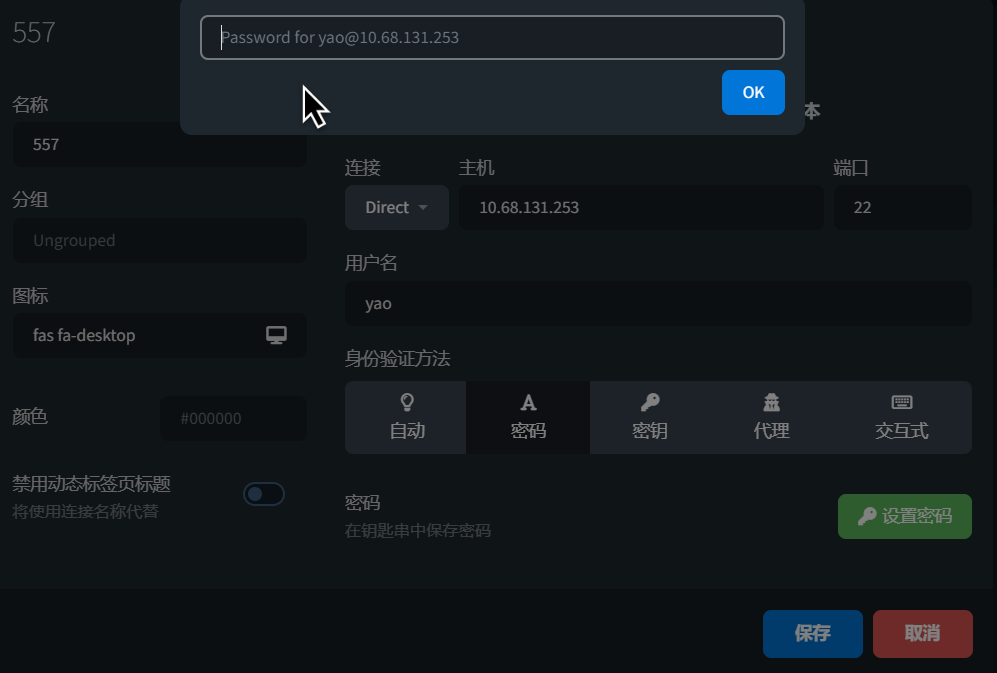 557
Password for yao@10.68.131.253
OK
名称
557
分组
Ungrouped
图标
fas fa-desktop
颜色
#000000
禁用动态标签页标题
将使用连接名称代替
本
连接
主机
端口
Direct
10.68.131.253
22
用户名
yao
身份验证方法
自动
密码
密钥
代理
交互式
密码
在钥匙串中保存密码
设置密码
保存
取消